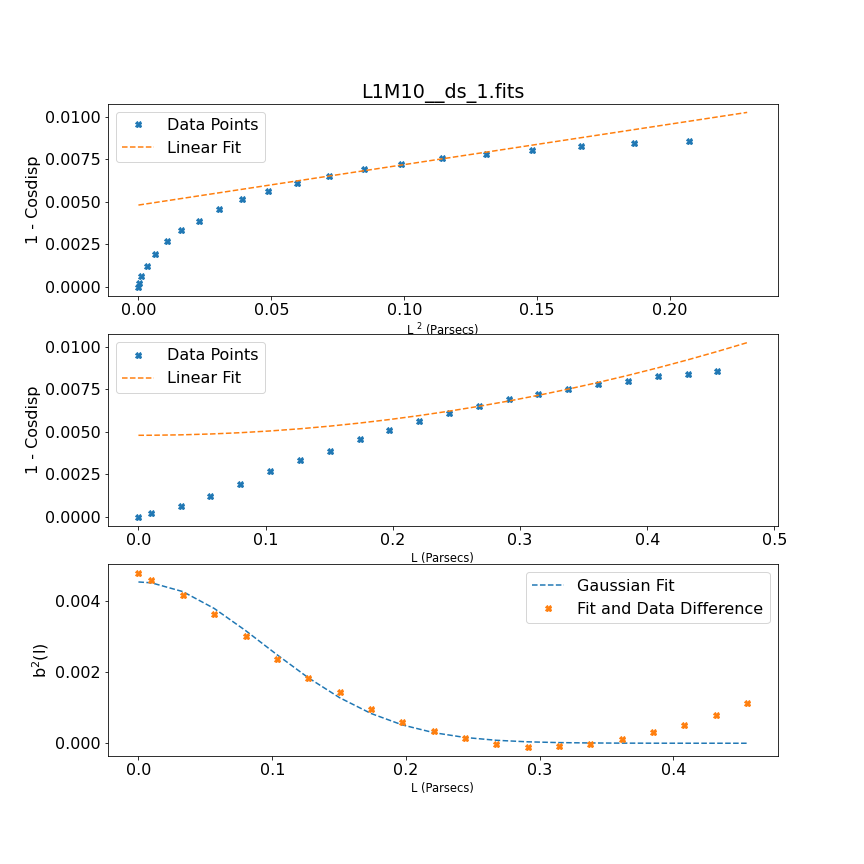 L1M10__ds_1.fits
0.0100
0.0075
0.0050
0.0025
0.0000
1 - Cosdisp
Data Points
Linear Fit
0.00 0.05 0.10 0.15 0.20
L ² (Parsecs)
0.0100
0.0075
0.0050
0.0025
0.0000
1 - Cosdisp
Data Points
Linear Fit
0.0 0.1 0.2 0.3 0.4 0.5
L (Parsecs)
0.004
0.002
0.000
b²(l)
Gaussian Fit
Fit and Data Difference
0.0 0.1 0.2 0.3 0.4
L (Parsecs)